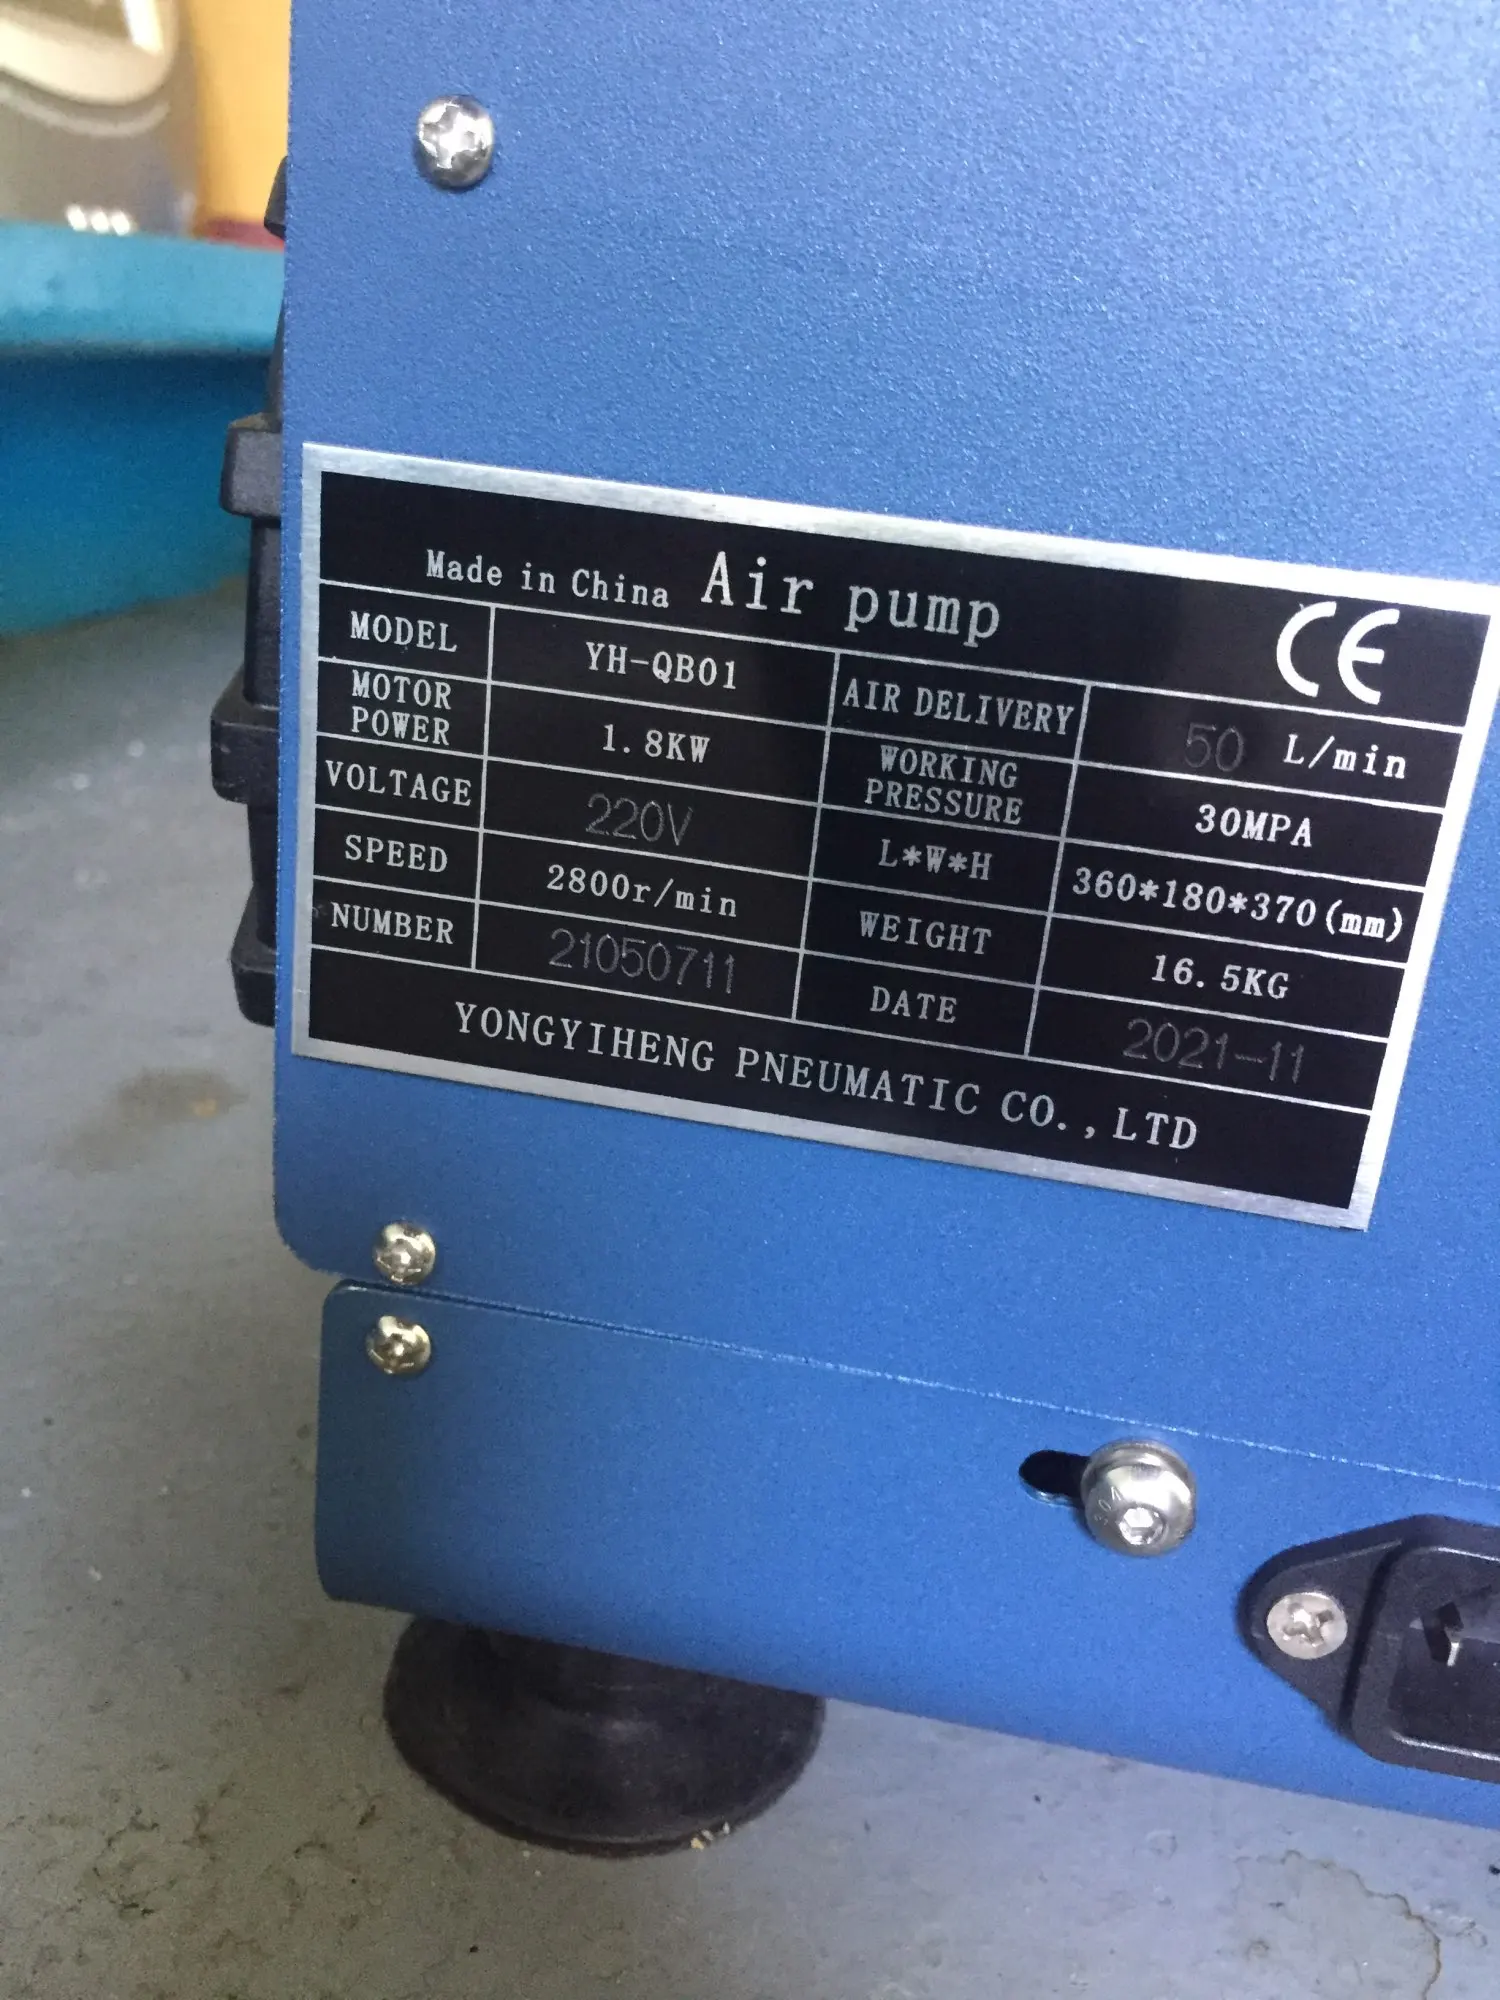 Made in China Air pump CE
MODEL YH-QB01 AIR DELIVERY 50 L/min
MOTOR POWER 1.8KW WORKING PRESSURE 30MPA
VOLTAGE 220V L*W*H 360*180*370(mm)
SPEED 2800r/min WEIGHT 16.5KG
NUMBER 21050711 DATE 2021-11
YONGYIHENG PNEUMATIC CO.,LTD
304